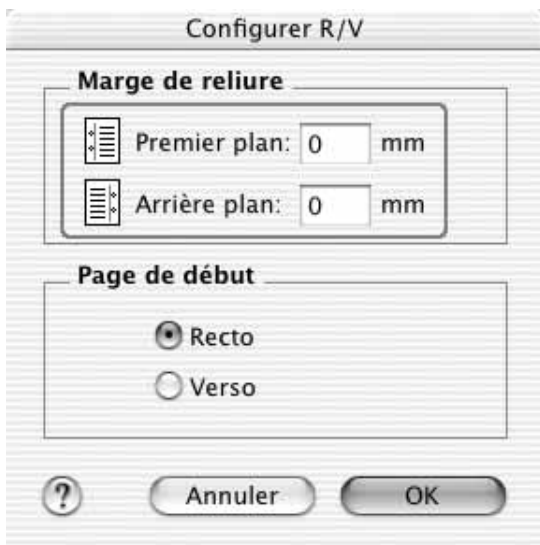 Configurer R/V
Marge de reliure
Premier plan: 0 mm
Arrière plan: 0 mm
Page de début
Recto
Verso
? Annuler OK